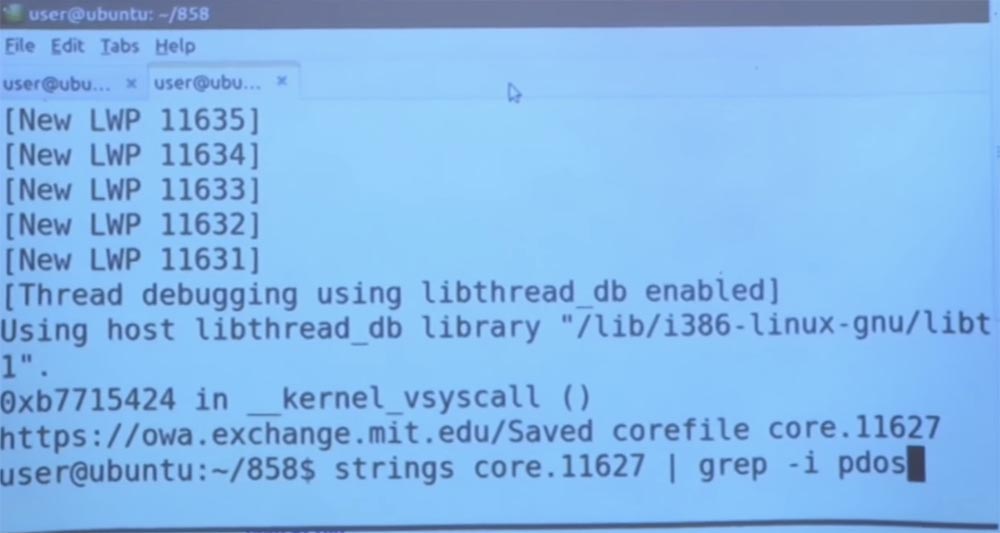 user@ubuntu: ~/858
File Edit Tabs Help
user@ubu... × user@ubu... ×
[New LWP 11635]
[New LWP 11634]
[New LWP 11633]
[New LWP 11632]
[New LWP 11631]
[Thread debugging using libthread_db enabled]
Using host libthread_db library "/lib/i386-linux-gnu/libt
1".
0xb7715424 in __kernel_vsyscall ()
https://owa.exchange.mit.edu/Saved corefile core.11627
user@ubuntu:~/858$ strings core.11627 | grep -i pdos